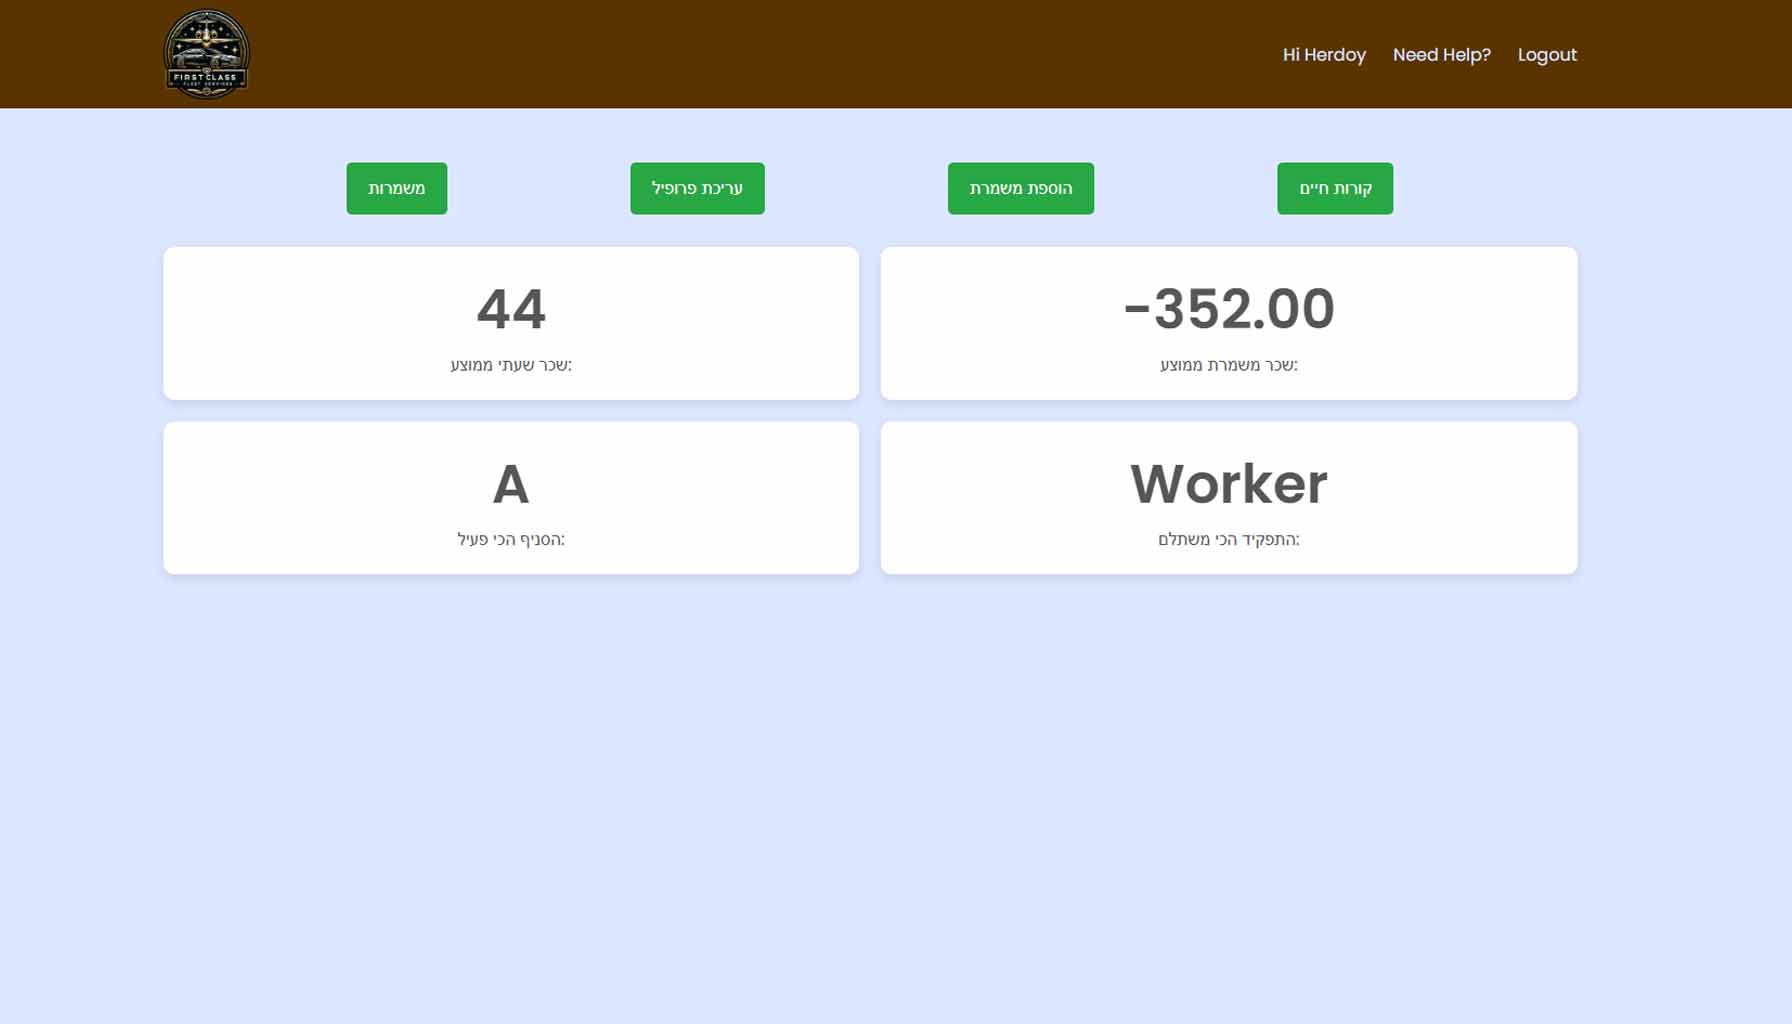 FIRST CLASS
FLEET SERVICES
Hi Herdoy
Need Help?
Logout
משמרות
עריכת פרופיל
הוספת משמרת
קורות חיים
44
שכר שעתי ממוצע:
-352.00
שכר משמרת ממוצע:
A
הסניף הכי פעיל:
Worker
התפקיד הכי משתלם: